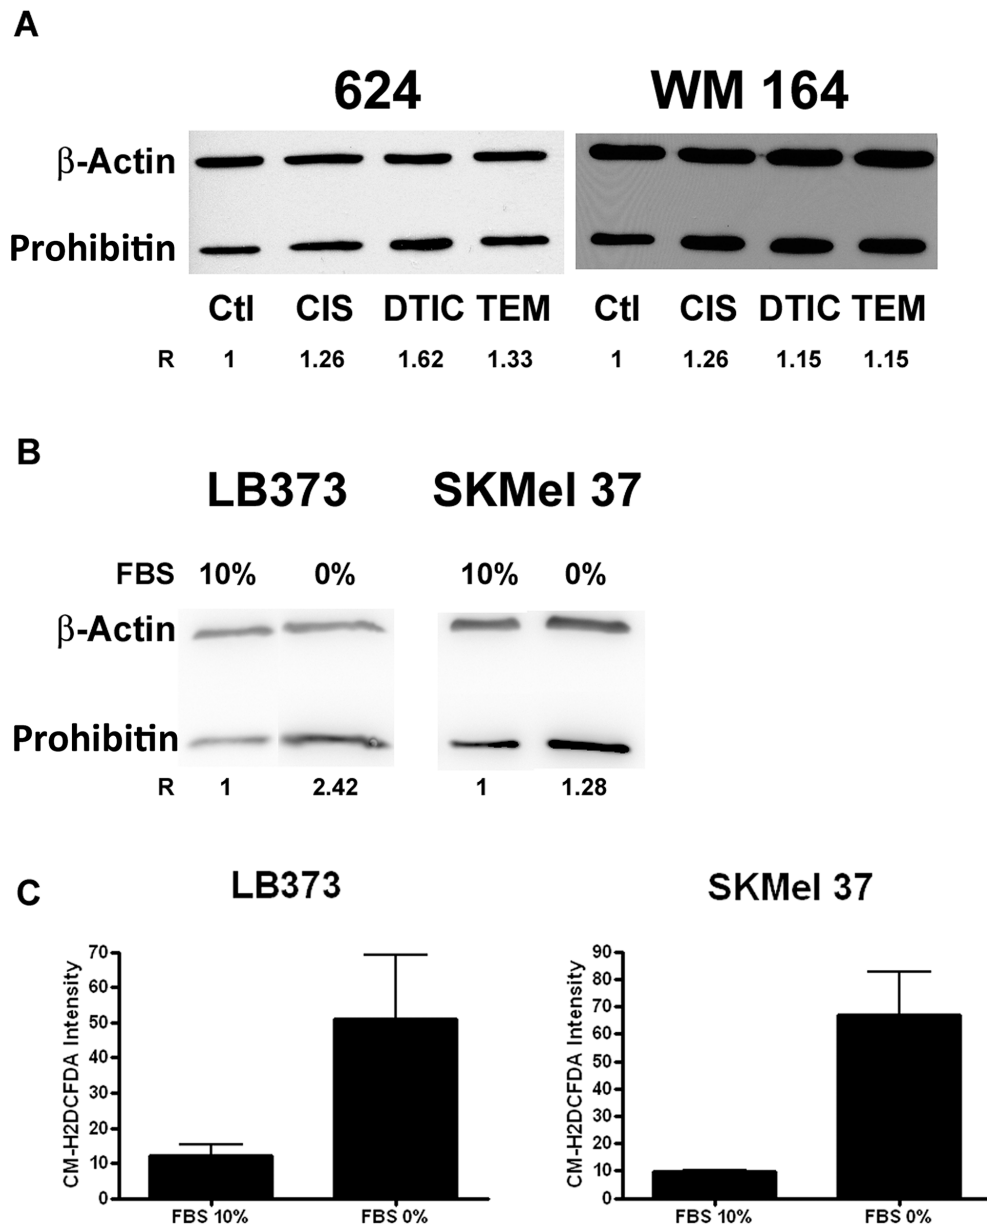 A
624 WM 164
β-Actin
Prohibitin
Ctl CIS DTIC TEM Ctl CIS DTIC TEM
R 1 1.26 1.62 1.33 1 1.26 1.15 1.15
B
LB373 SKMel 37
FBS 10% 0% 10% 0%
β-Actin
Prohibitin
R 1 2.42 1 1.28
C
LB373
CM-H2DCFDA Intensity
70
60
50
40
30
20
10
0
FBS 10% FBS 0%
SKMel 37
CM-H2DCFDA Intensity
90
80
70
60
50
40
30
20
10
0
FBS 10% FBS 0%